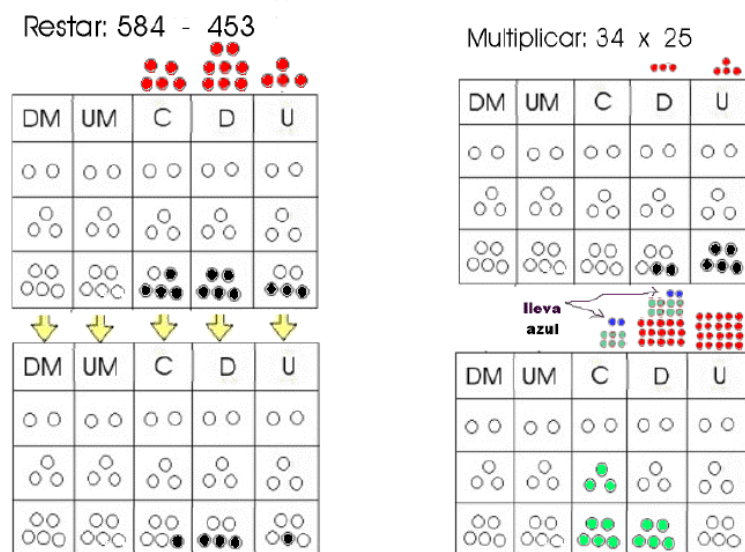 Restar: 584 - 453
DM UM C D U
DM UM C D U
Multiplicar: 34 x 25
DM UM C D U
lleva
azul
DM UM C D U